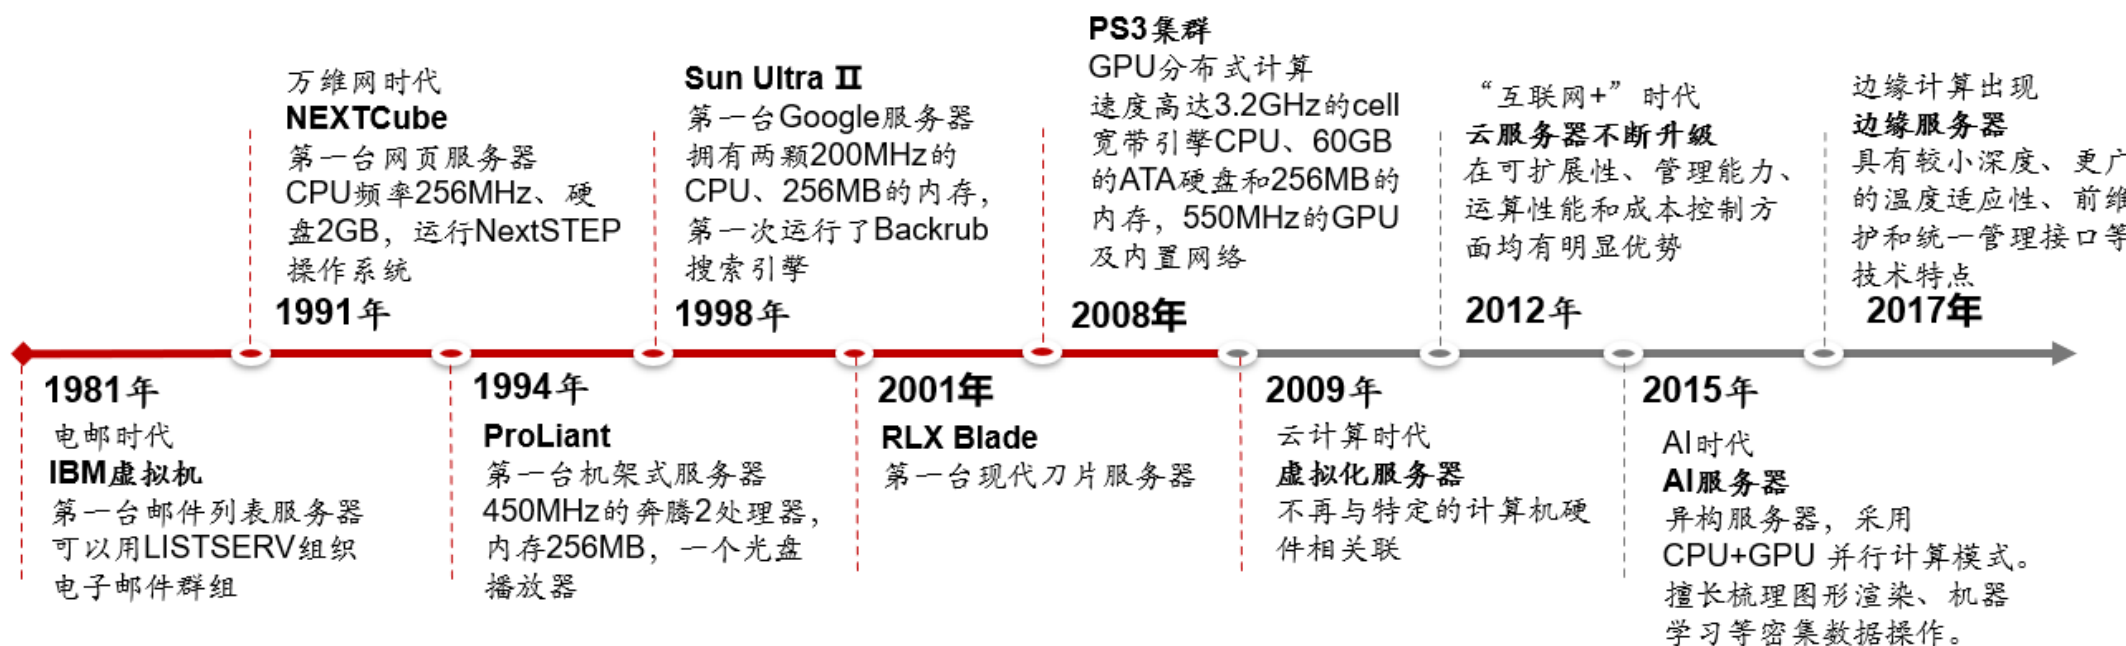 万维网时代
NEXTCube
第一台网页服务器
CPU频率256MHz、硬
盘2GB，运行NextSTEP
操作系统
1991年
Sun Ultra Ⅱ
第一台Google服务器
拥有两颗200MHz的
CPU、256MB的内存，
第一次运行了Backrub
搜索引擎
1998年
PS3集群
GPU分布式计算
速度高达3.2GHz的cell
宽带引擎CPU、60GB
的ATA硬盘和256MB的
内存，550MHz的GPU
及内置网络
2008年
“互联网+”时代
云服务器不断升级
在可扩展性、管理能力、
运算性能和成本控制方
面均有明显优势
2012年
边缘计算出现
边缘服务器
具有较小深度、更广
的温度适应性、前维
护和统一管理接口等
技术特点
2017年
1981年
电邮时代
IBM虚拟机
第一台邮件列表服务器
可以用LISTSERV组织
电子邮件群组
1994年
ProLiant
第一台机架式服务器
450MHz的奔腾2处理器，
内存256MB，一个光盘
播放器
2001年
RLX Blade
第一台现代刀片服务器
2009年
云计算时代
虚拟化服务器
不再与特定的计算机硬
件相关联
2015年
AI时代
AI服务器
异构服务器，采用
CPU+GPU 并行计算模式。
擅长梳理图形渲染、机器
学习等密集数据操作。